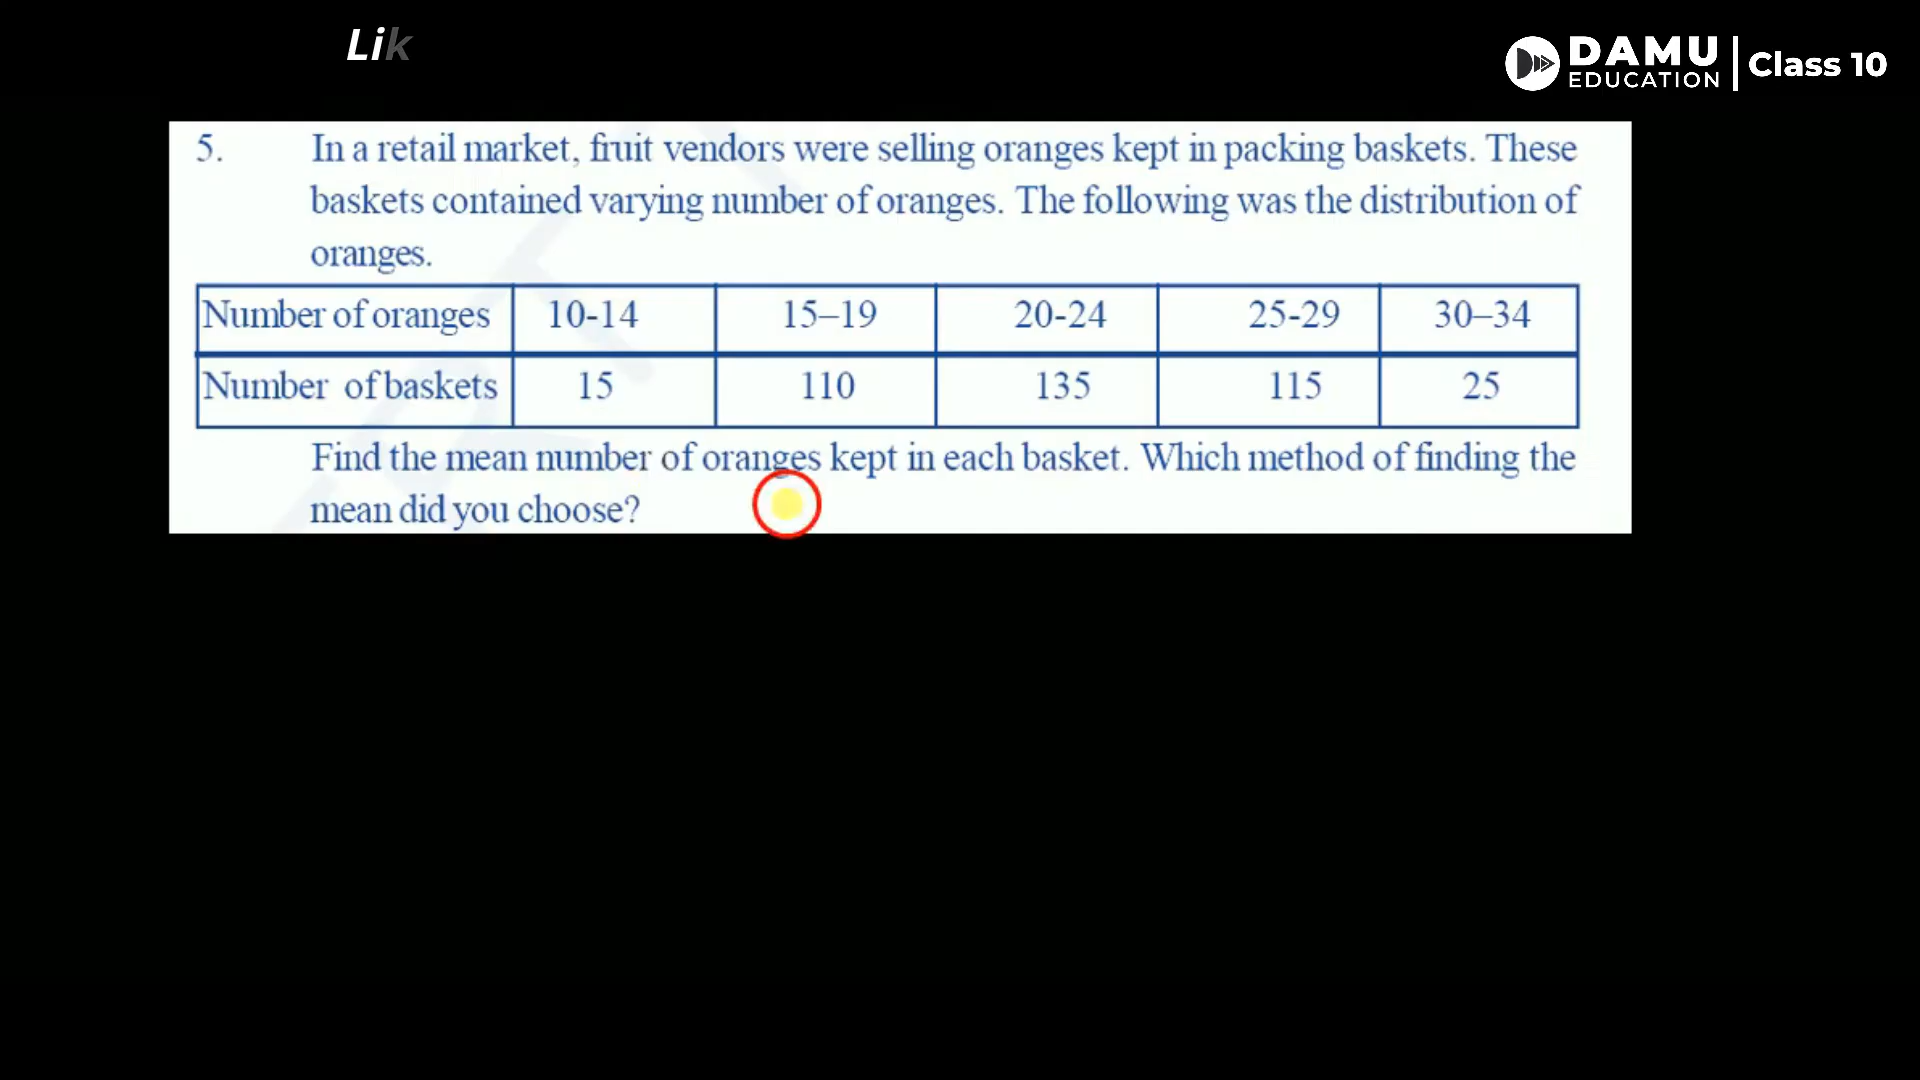 Lik
DAMU
EDUCATION
Class 10
5. In a retail market, fruit vendors were selling oranges kept in packing baskets. These
baskets contained varying number of oranges. The following was the distribution of
oranges.
Number of oranges 10-14 15–19 20-24 25-29 30–34
Number of baskets 15 110 135 115 25
Find the mean number of oranges kept in each basket. Which method of finding the
mean did you choose?